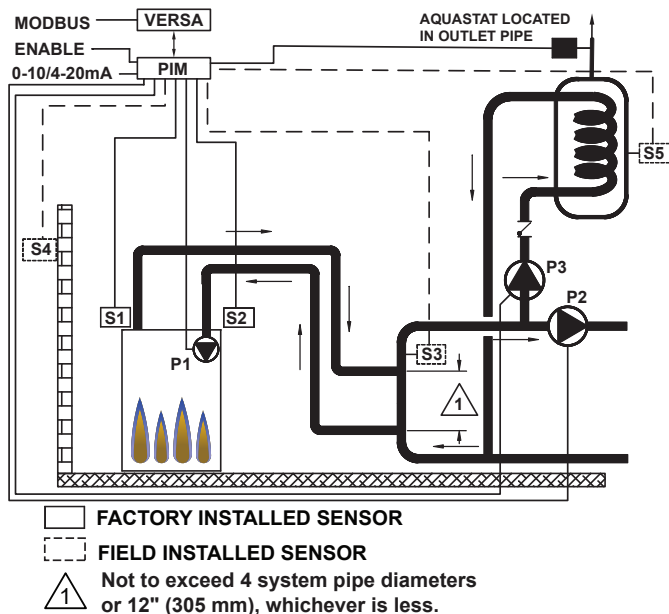 MODBUS
VERSA
ENABLE
PIM
0-10/4-20mA
AQUASTAT LOCATED
IN OUTLET PIPE
S5
S4
P3
P2
S1
S2
S3
P1
1
FACTORY INSTALLED SENSOR
FIELD INSTALLED SENSOR
1
Not to exceed 4 system pipe diameters
or 12" (305 mm), whichever is less.